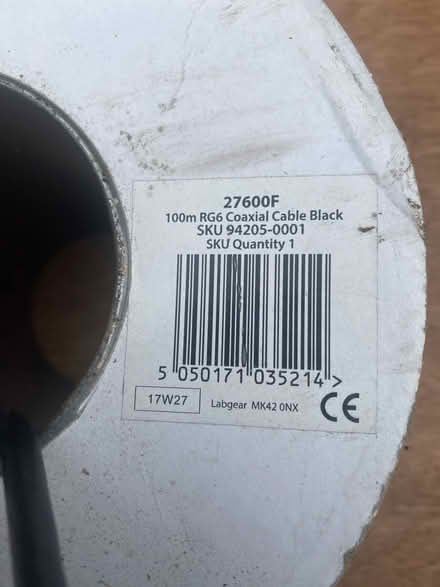 27600F
100m RG6 Coaxial Cable Black
SKU 94205-0001
SKU Quantity 1
5 050171 035214 >
17W27 Labgear MK42 0NX CE